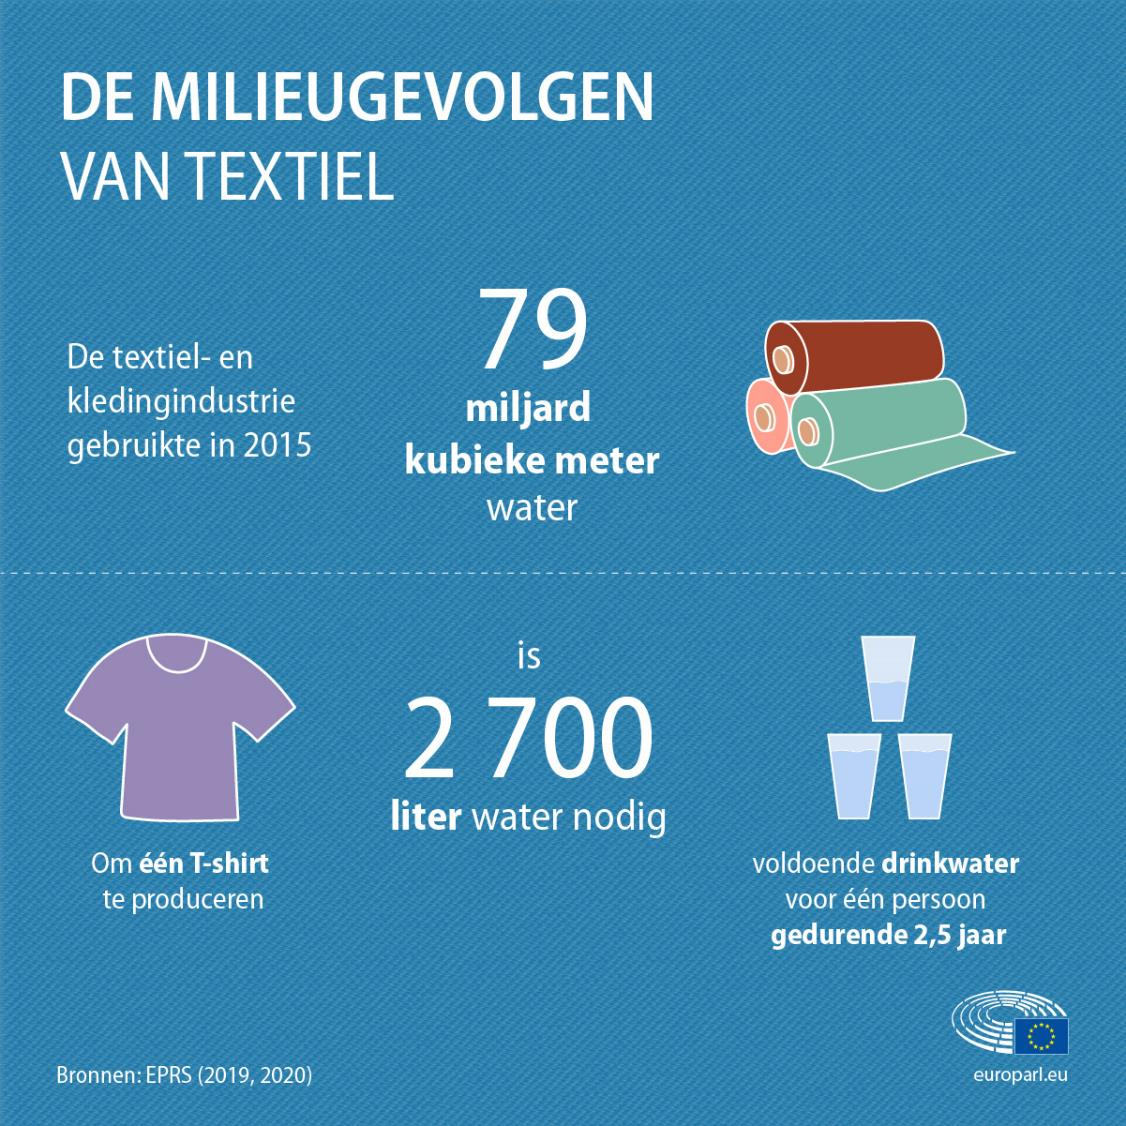 DE MILIEUGEVOLGEN
VAN TEXTIEL
De textiel- en
kledingindustrie
gebruikte in 2015
79
miljard
kubieke meter
water
Om één T-shirt
te produceren
is
2 700
liter water nodig
voldoende drinkwater
voor één persoon
gedurende 2,5 jaar
Bronnen: EPRS (2019, 2020)
europarl.eu